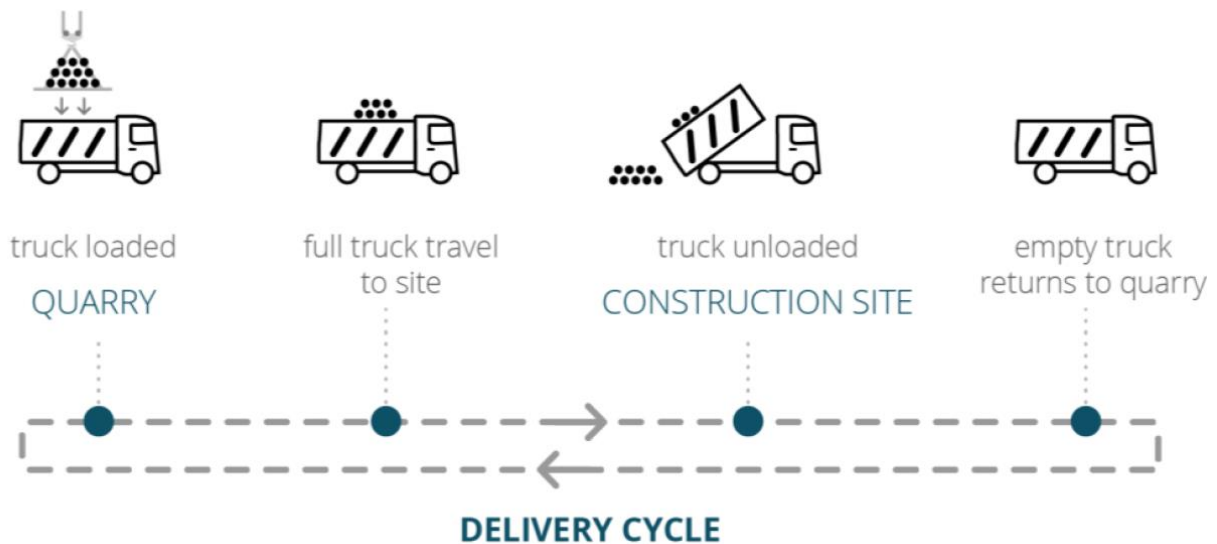 truck loaded
QUARRY
full truck travel
to site
truck unloaded
CONSTRUCTION SITE
empty truck
returns to quarry
DELIVERY CYCLE